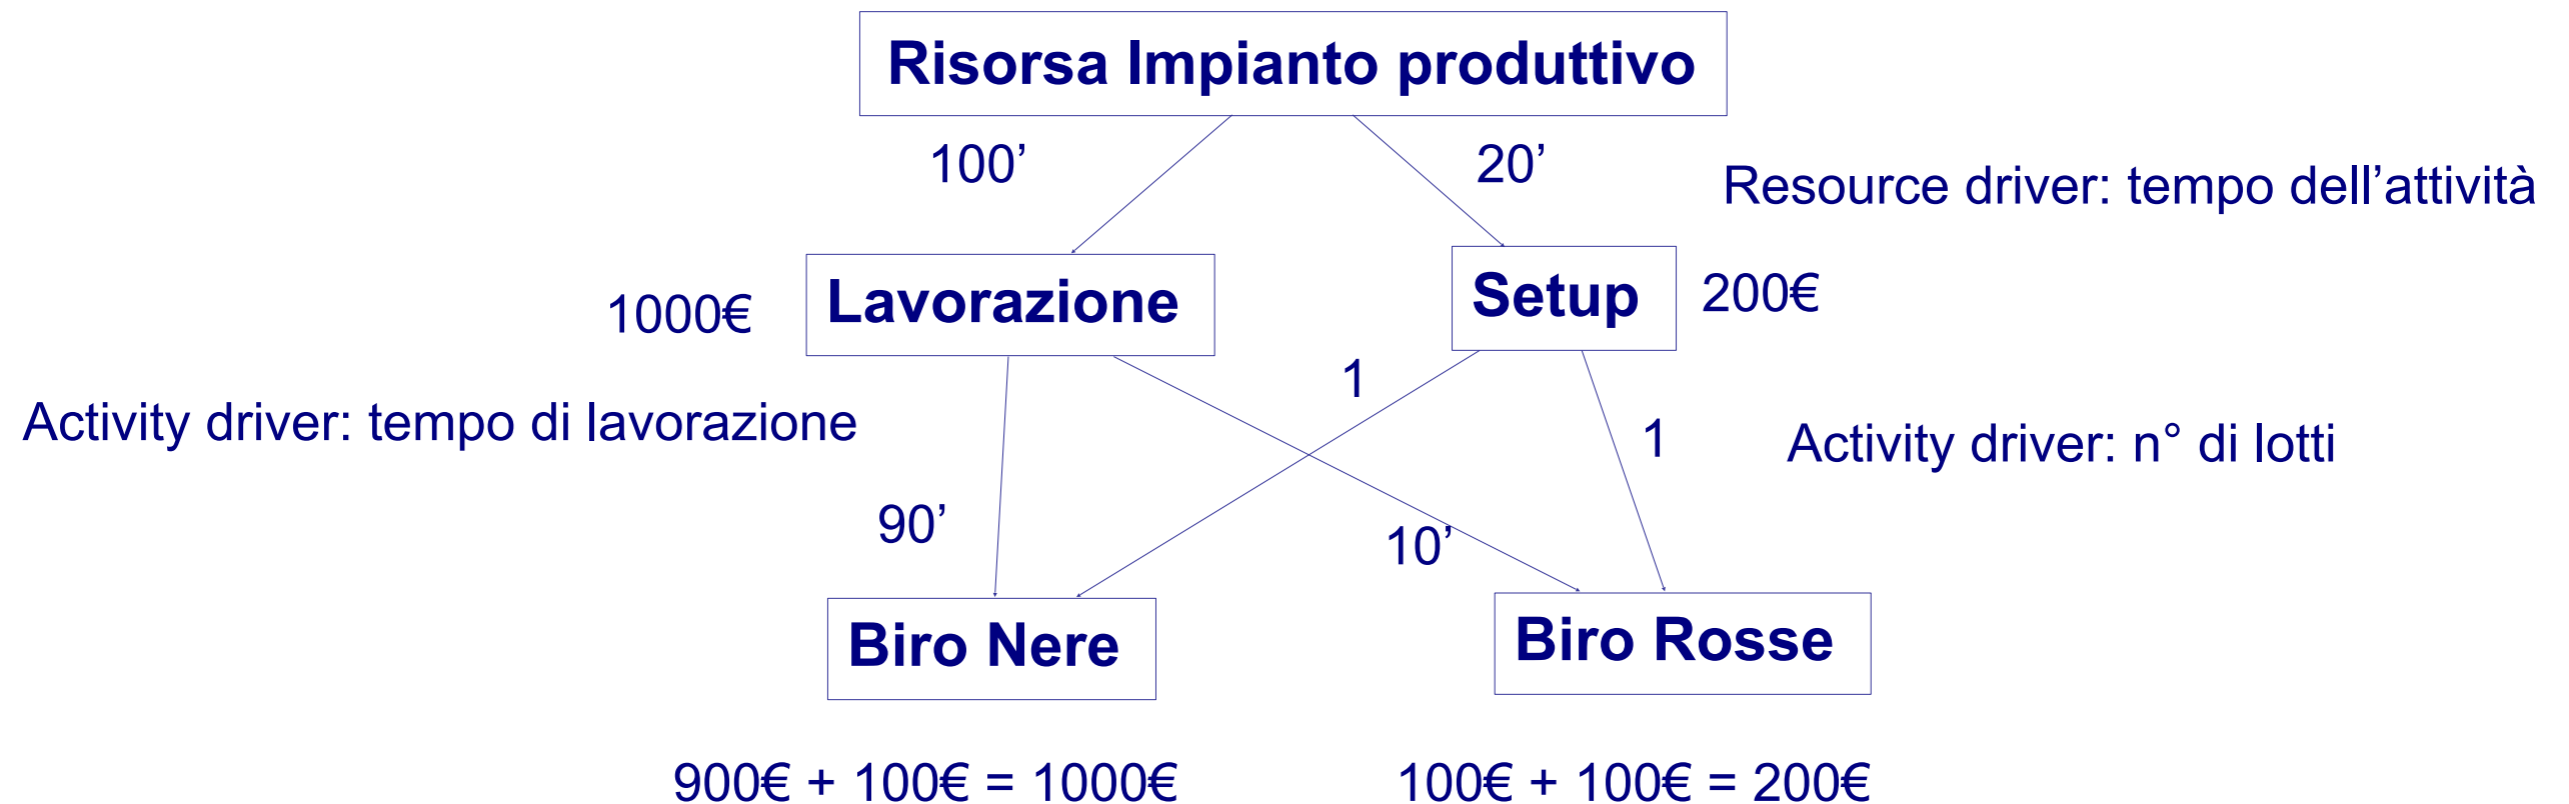 Risorsa Impianto produttivo
100’
20’
Resource driver: tempo dell’attività
1000€
Lavorazione
Setup
200€
Activity driver: tempo di lavorazione
1
1
Activity driver: n° di lotti
90’
10’
Biro Nere
Biro Rosse
900€ + 100€ = 1000€
100€ + 100€ = 200€